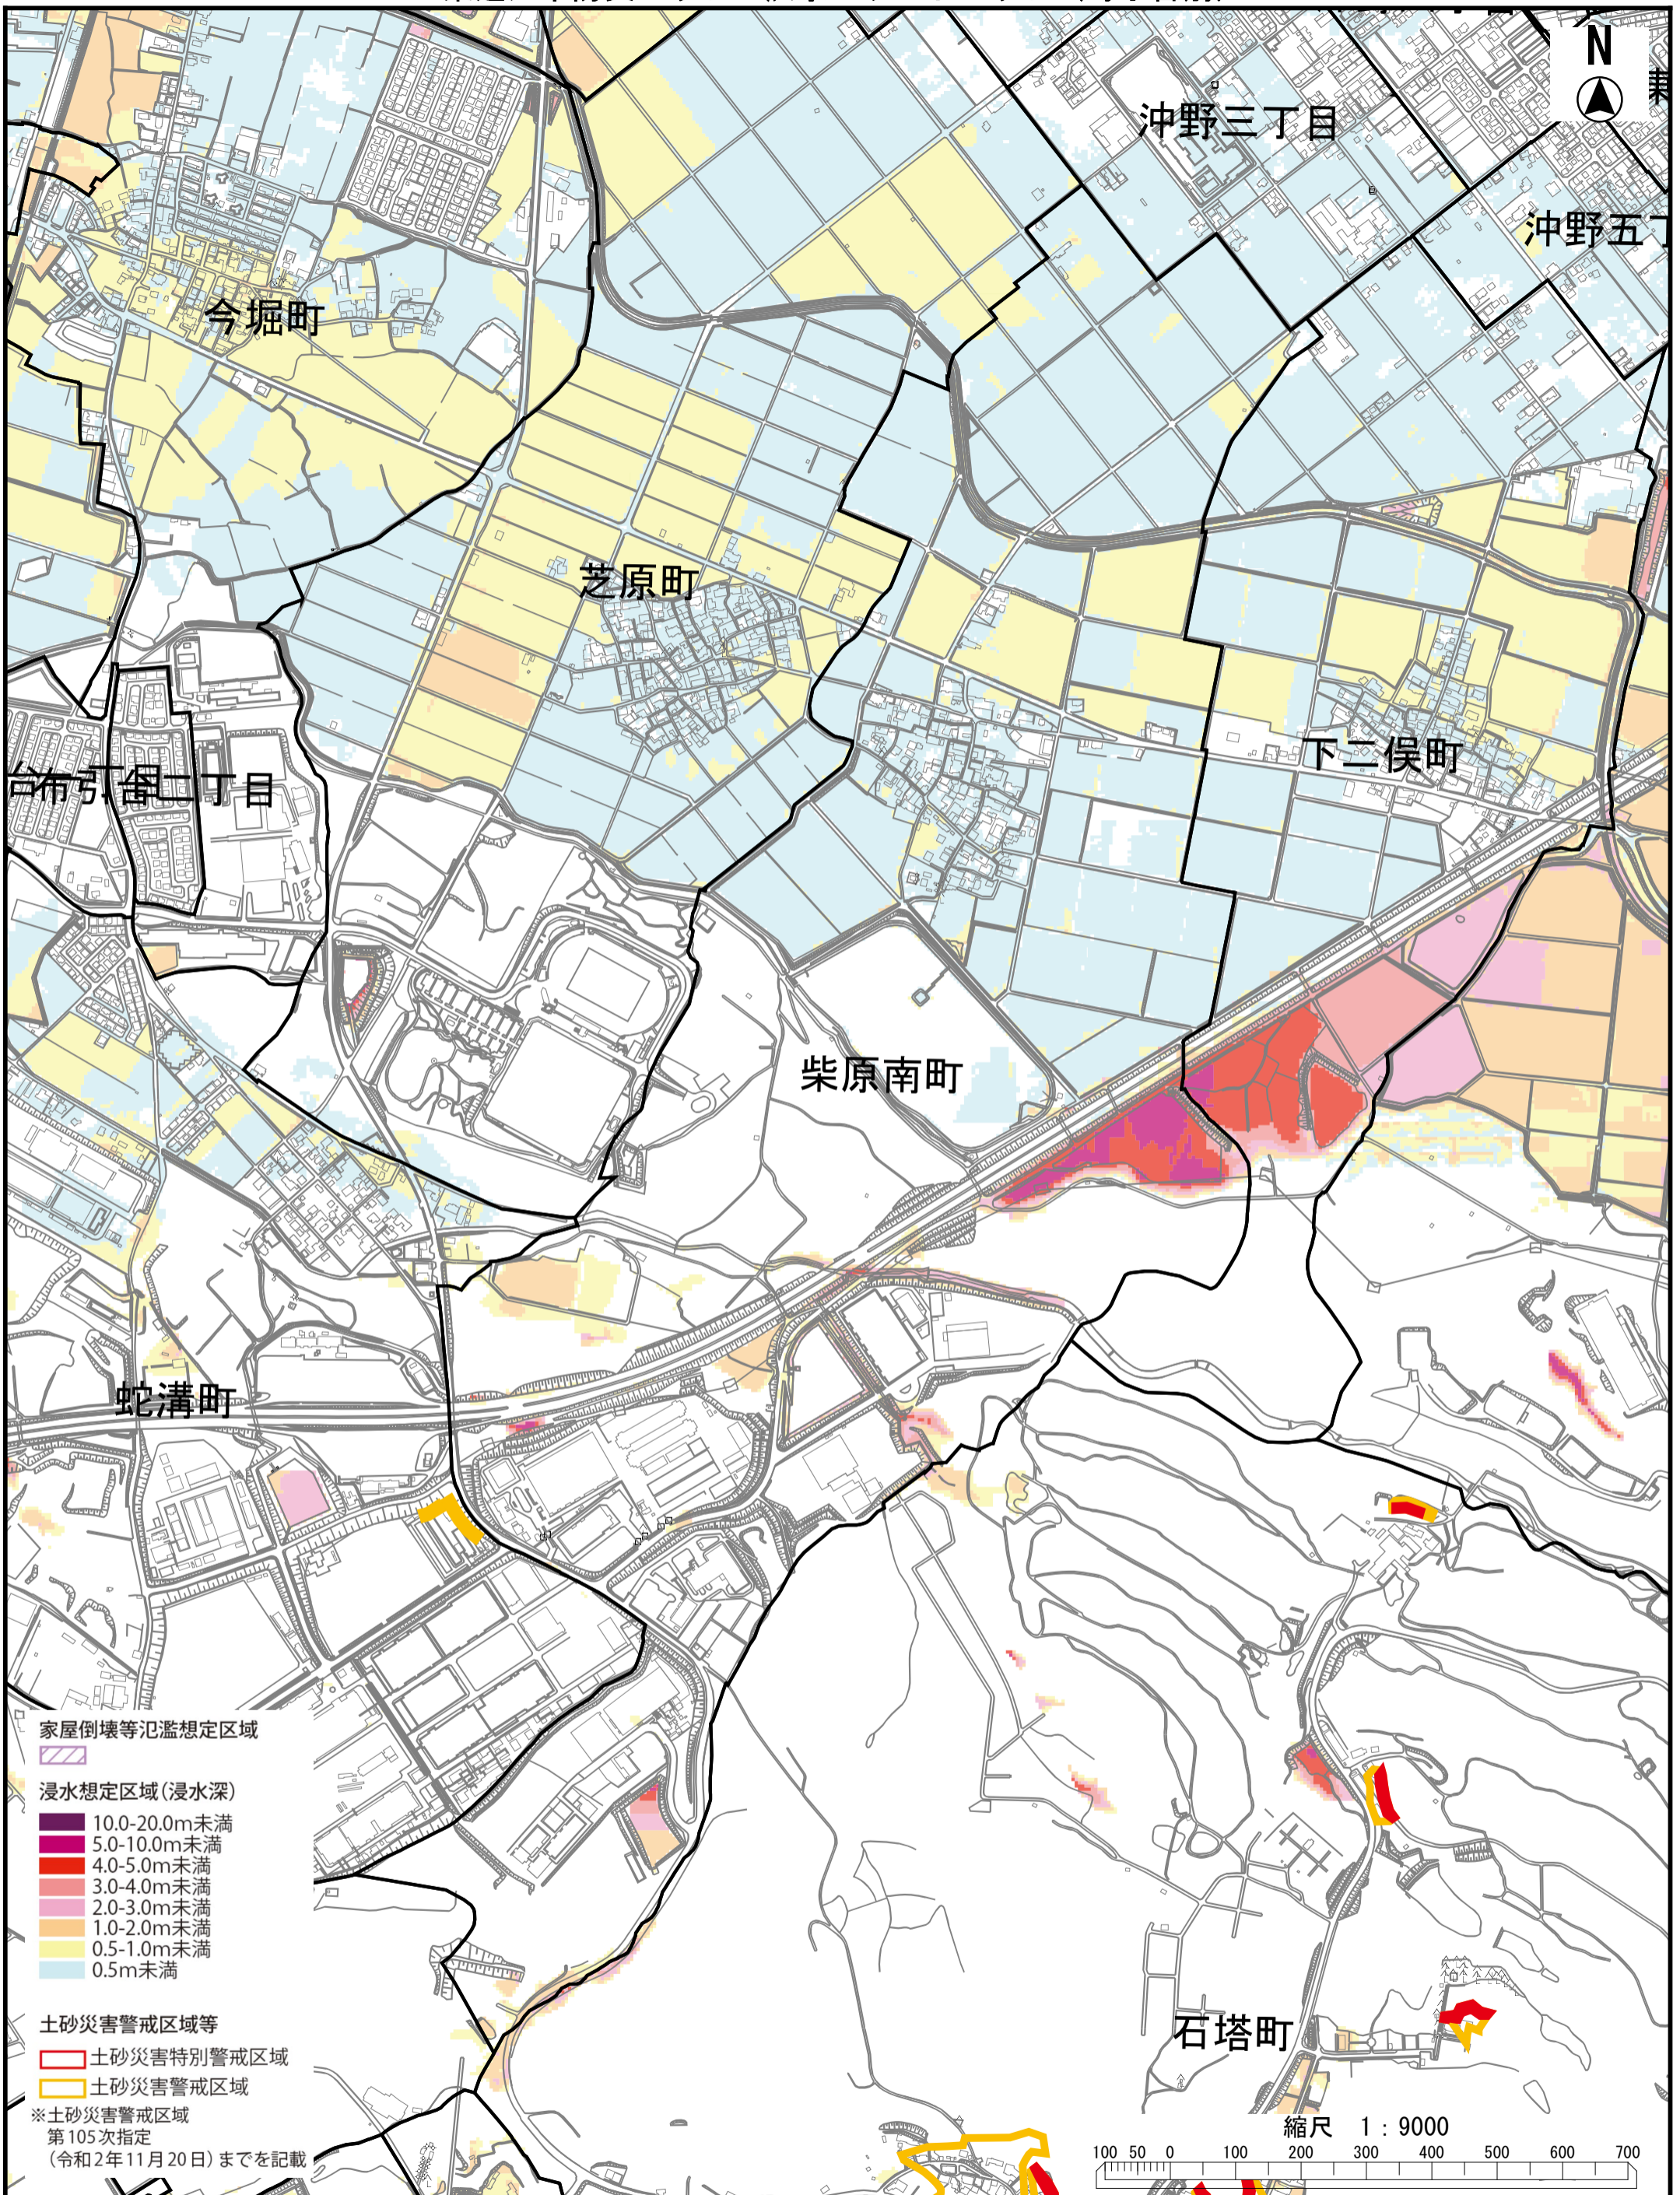 N
沖野三丁目
沖野五丁
今堀町
芝原町
下二俣町
布引台二丁目
柴原南町
蛇溝町
石塔町
家屋倒壊等氾濫想定区域
浸水想定区域(浸水深)
10.0-20.0m未満
5.0-10.0m未満
4.0-5.0m未満
3.0-4.0m未満
2.0-3.0m未満
1.0-2.0m未満
0.5-1.0m未満
0.5m未満
土砂災害警戒区域等
土砂災害特別警戒区域
土砂災害警戒区域
※土砂災害警戒区域
第105次指定
(令和2年11月20日)までを記載
縮尺 1:9000
100 50 0 100 200 300 400 500 600 700